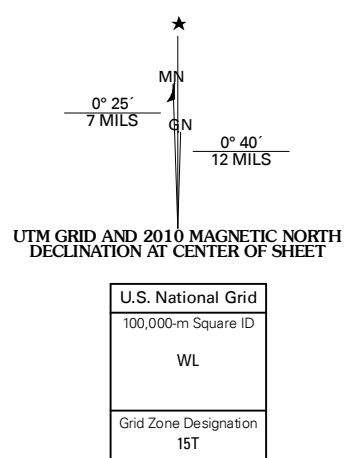 ★
MN
0° 25´
7 MILS
GN
0° 40´
12 MILS
UTM GRID AND 2010 MAGNETIC NORTH
DECLINATION AT CENTER OF SHEET
U.S. National Grid
100,000-m Square ID
WL
Grid Zone Designation
15T